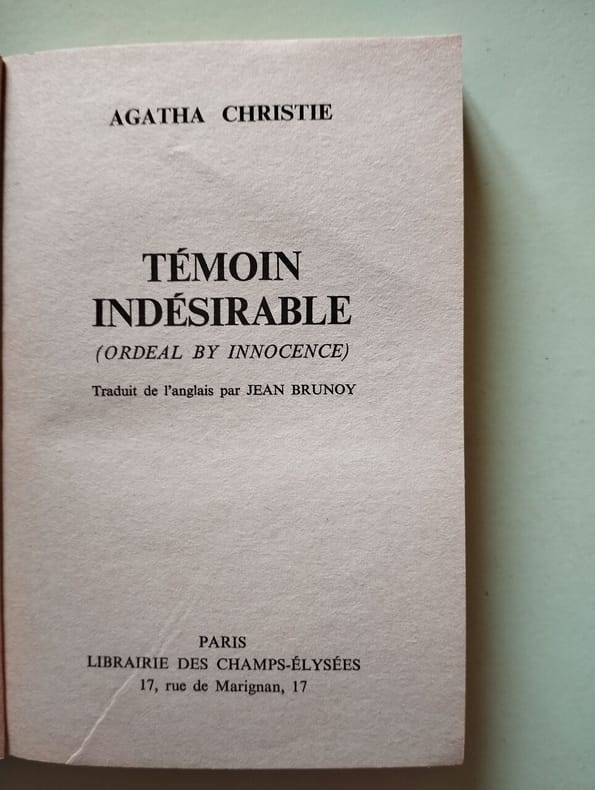 AGATHA CHRISTIE
TÉMOIN
INDÉSIRABLE
(ORDEAL BY INNOCENCE)
Traduit de l'anglais par JEAN BRUNOY
PARIS
LIBRAIRIE DES CHAMPS-ÉLYSÉES
17, rue de Marignan, 17